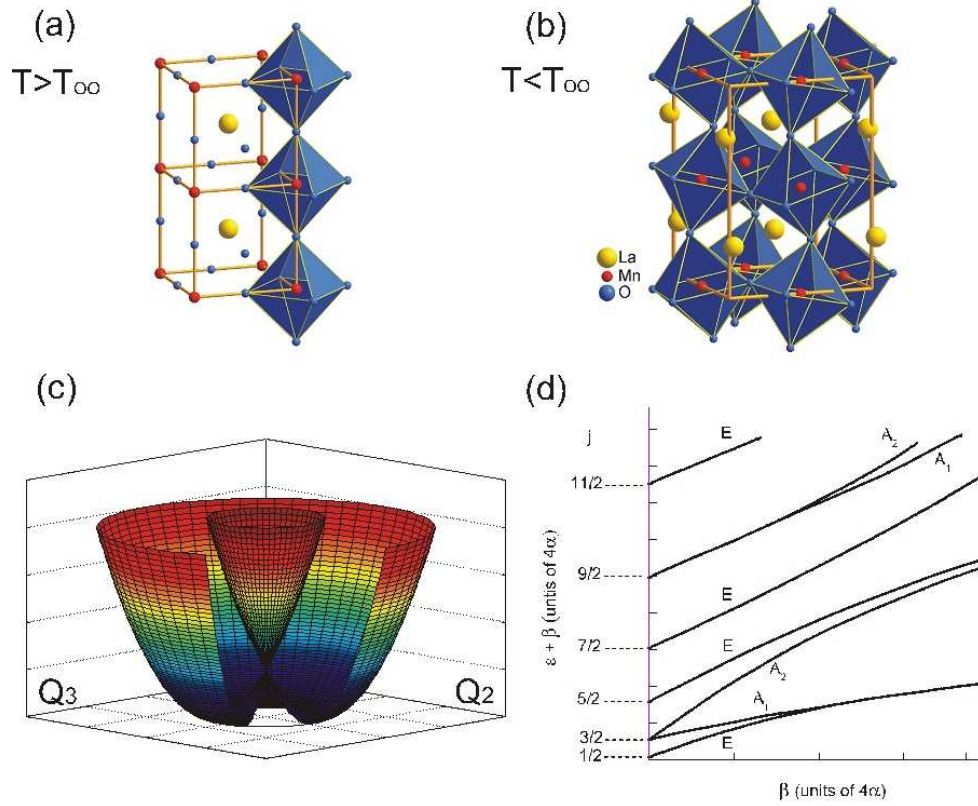 (a)
T>TOO
(b)
T<TOO
La
Mn
O
(c)
Q3
Q2
(d)
j
11/2
9/2
7/2
5/2
3/2
1/2
E
A2
A1
E
E
A2
A1
E
ε + β (untis of 4α)
β (units of 4α)